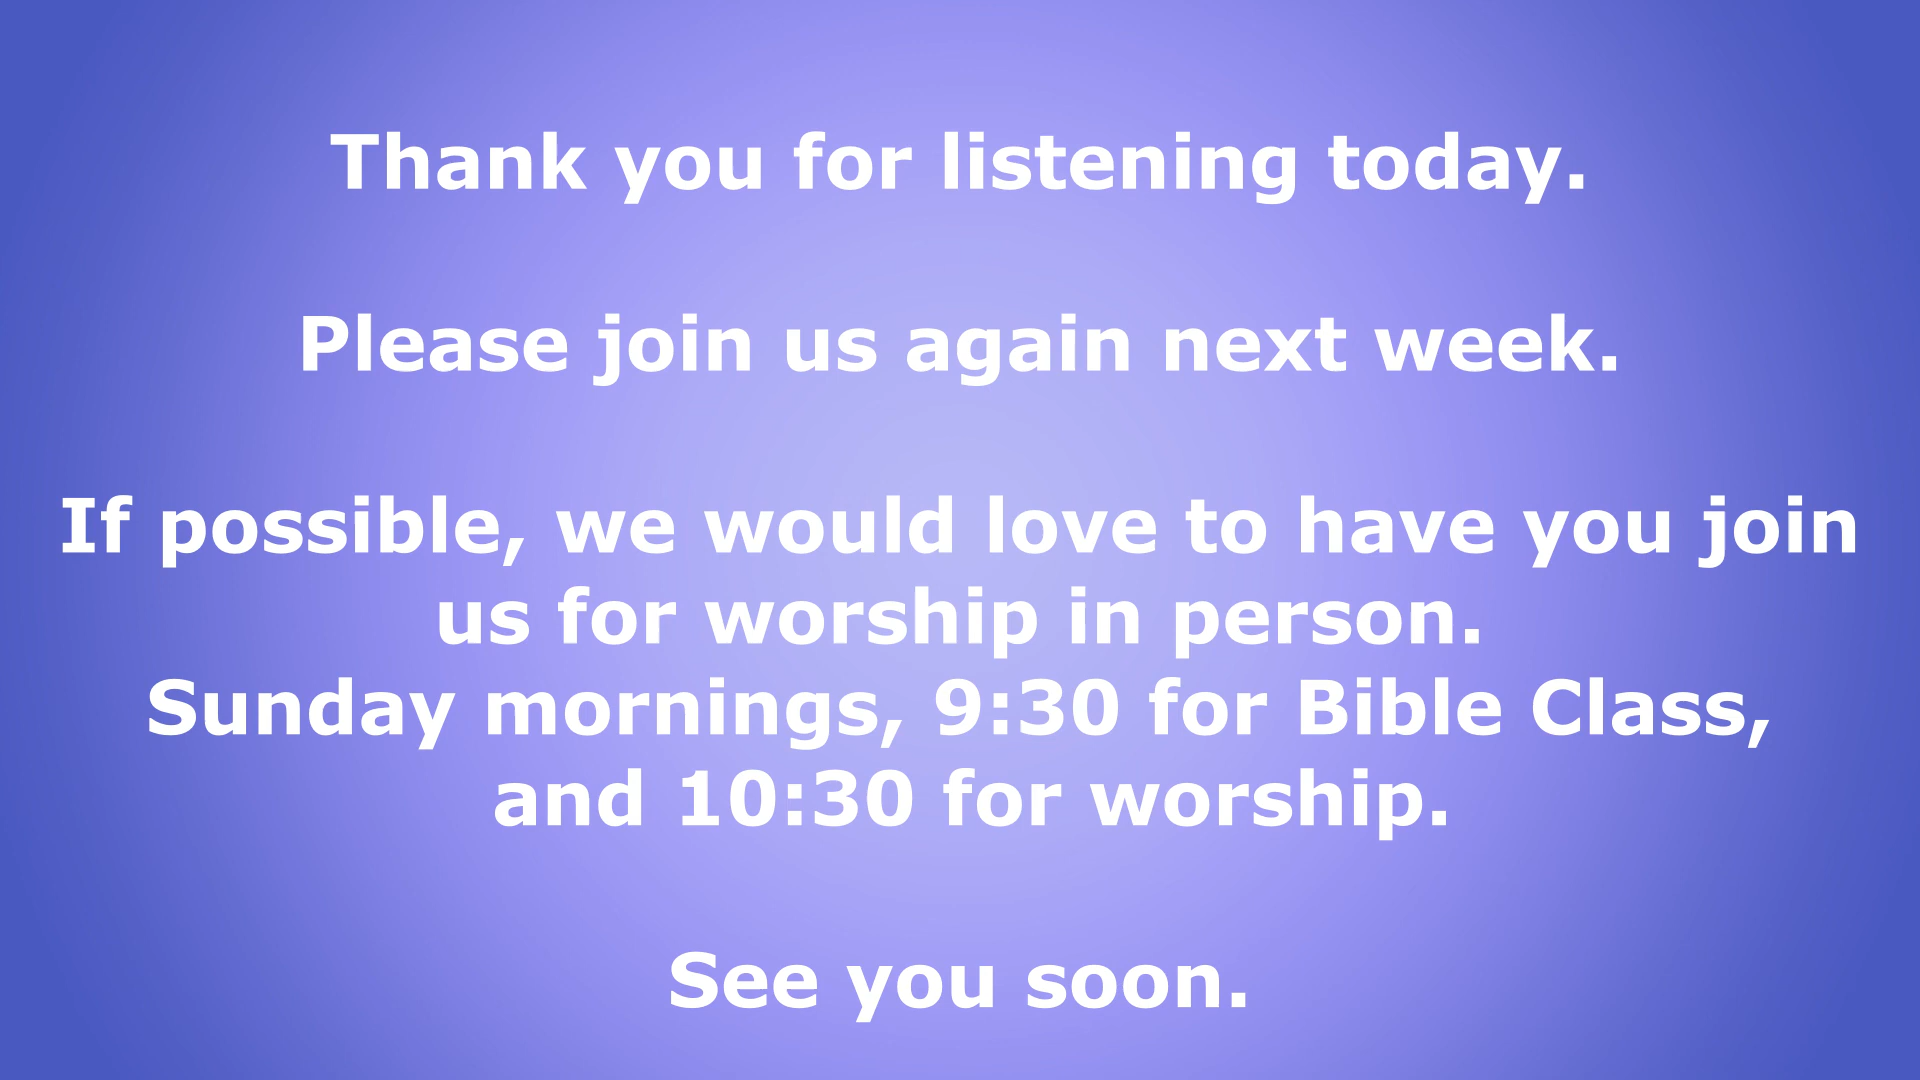 Thank you for listening today.
Please join us again next week.
If possible, we would love to have you join
us for worship in person.
Sunday mornings, 9:30 for Bible Class,
and 10:30 for worship.
See you soon.